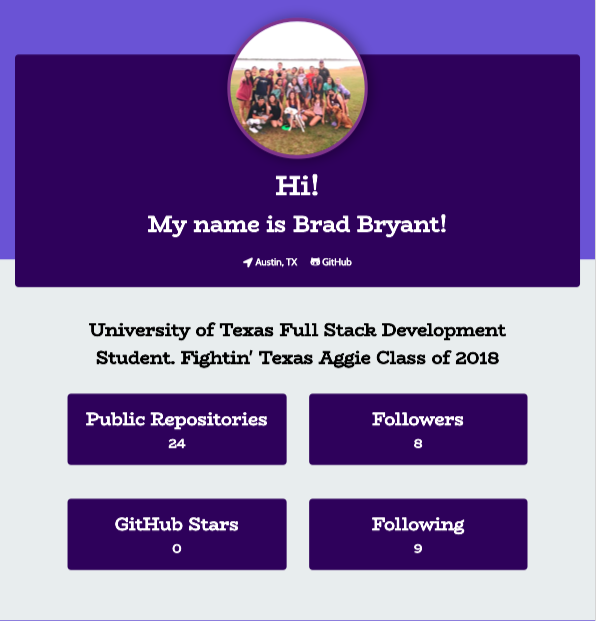 Hi!
My name is Brad Bryant!
Austin, TX GitHub
University of Texas Full Stack Development
Student. Fightin' Texas Aggie Class of 2018
Public Repositories
24
Followers
8
GitHub Stars
0
Following
9